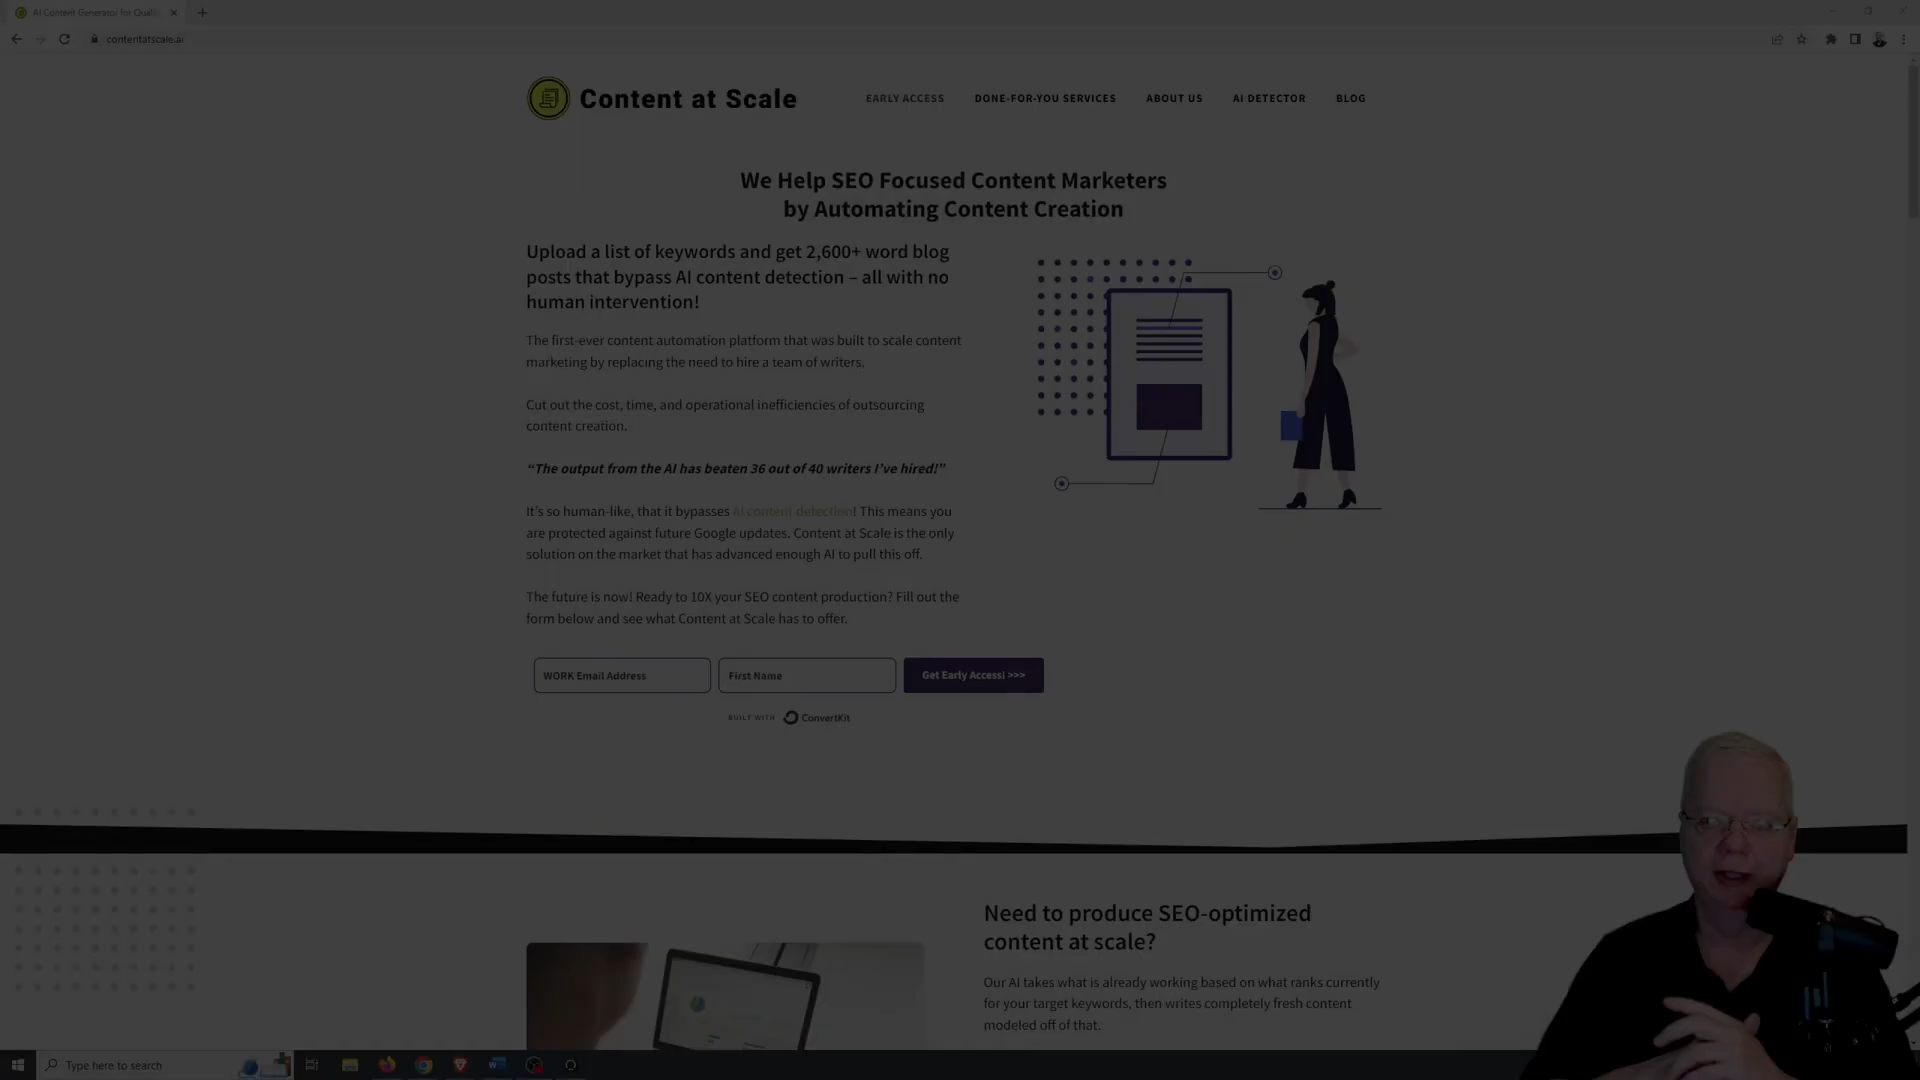 AI Content Generator for Quality
contentatscale.ai
Content at Scale
EARLY ACCESS
DONE-FOR-YOU SERVICES
ABOUT US
AI DETECTOR
BLOG
We Help SEO Focused Content Marketers
by Automating Content Creation
Upload a list of keywords and get 2,600+ word blog
posts that bypass AI content detection – all with no
human intervention!
The first-ever content automation platform that was built to scale content
marketing by replacing the need to hire a team of writers.
Cut out the cost, time, and operational inefficiencies of outsourcing
content creation.
“The output from the AI has beaten 36 out of 40 writers I’ve hired!”
It’s so human-like, that it bypasses AI content detection! This means you
are protected against future Google updates. Content at Scale is the only
solution on the market that has advanced enough AI to pull this off.
The future is now! Ready to 10X your SEO content production? Fill out the
form below and see what Content at Scale has to offer.
WORK Email Address
First Name
Get Early Access! >>>
BUILT WITH ConvertKit
Need to produce SEO-optimized
content at scale?
Our AI takes what is already working based on what ranks currently
for your target keywords, then writes completely fresh content
modeled off of that.
Type here to search